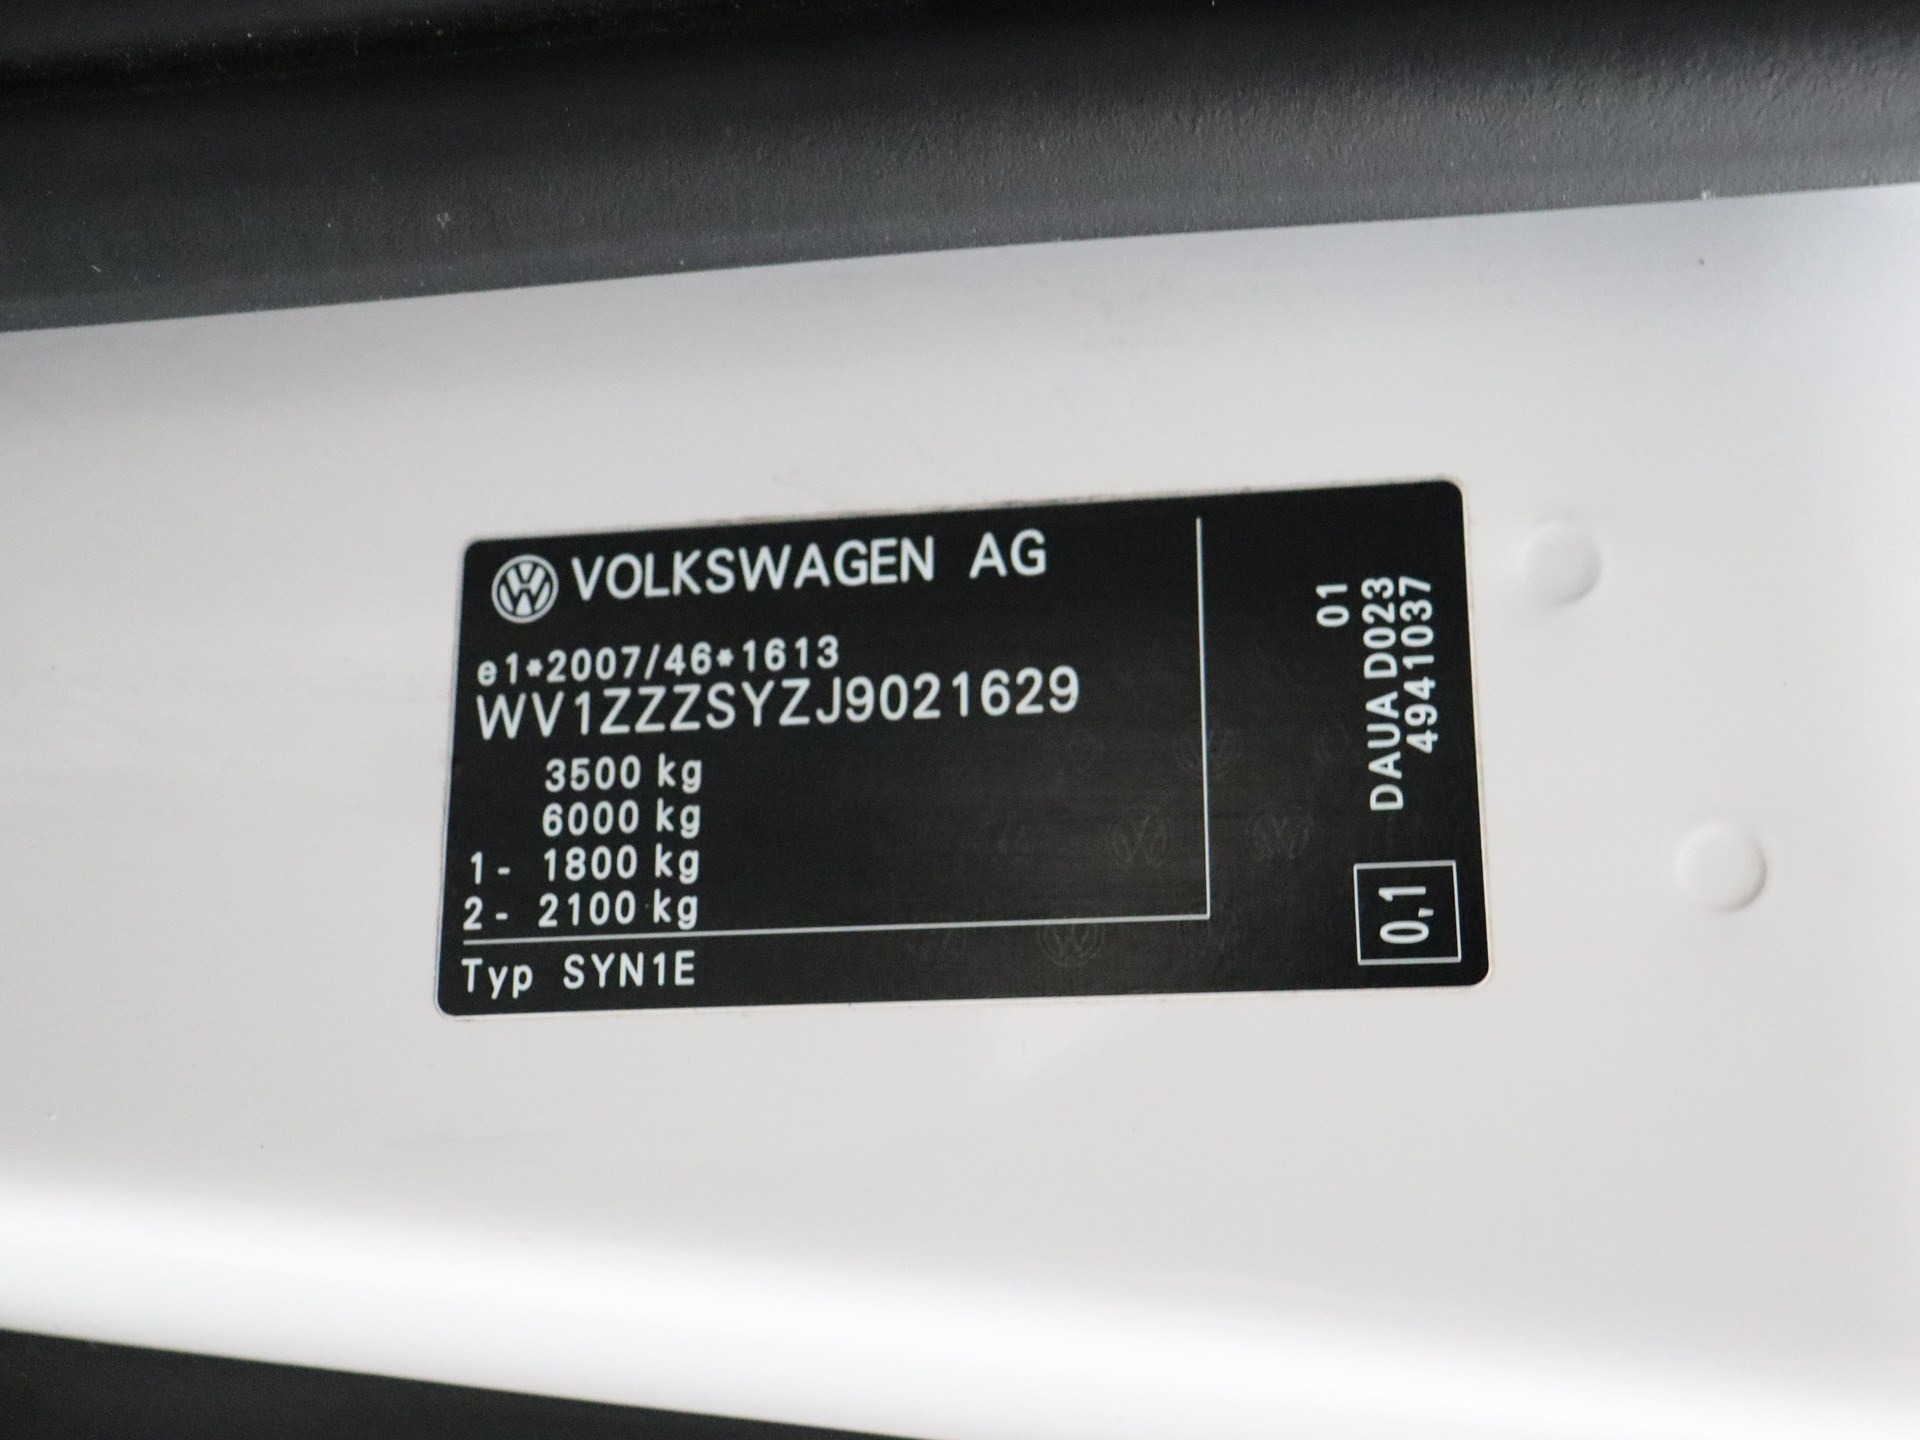 VOLKSWAGEN AG
e1*2007/46*1613
WV1ZZZSYZJ9021629
3500 kg
6000 kg
1- 1800 kg
2- 2100 kg
Typ SYN1E
01
DAUA D023
4941037
0,1